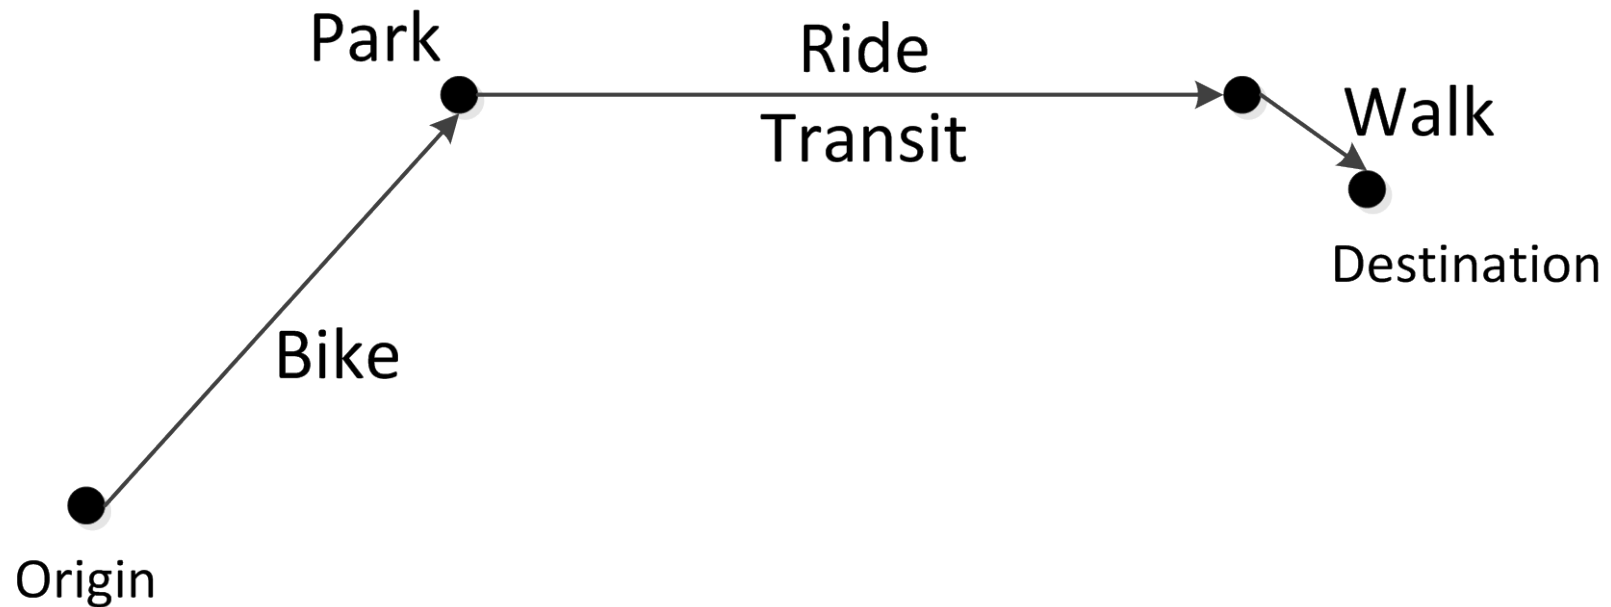 Park
Ride
Transit
Walk
Destination
Bike
Origin